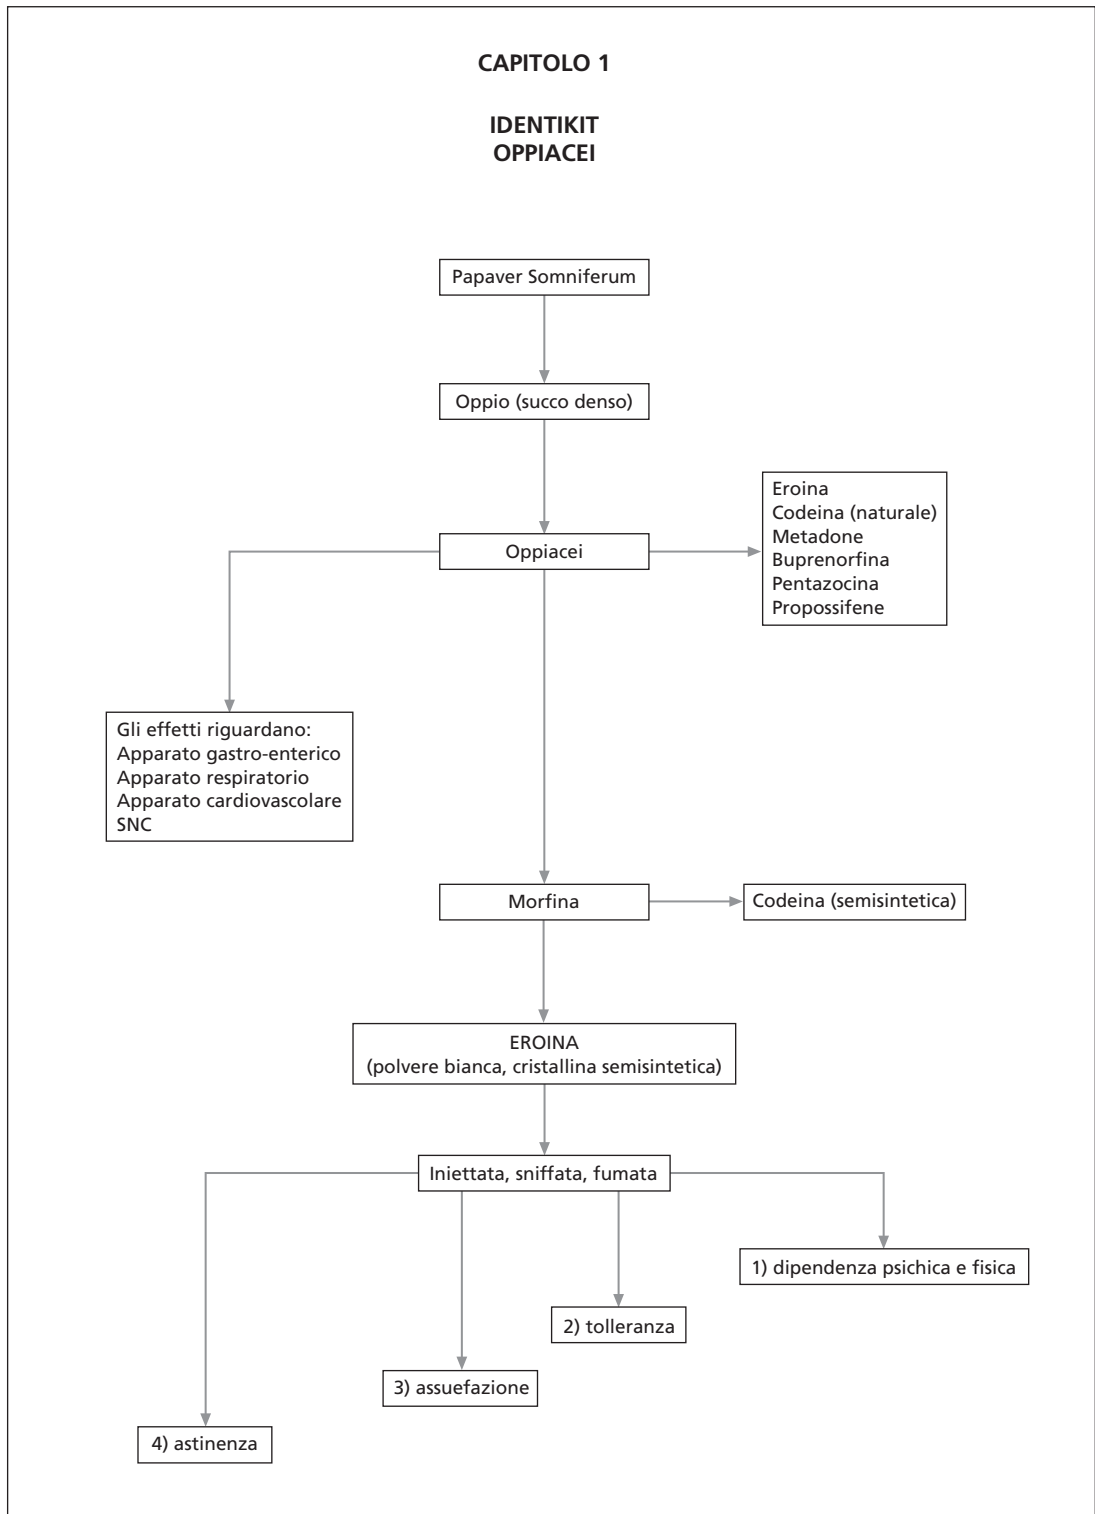 CAPITOLO 1
IDENTIKIT
OPPIACEI
Papaver Somniferum
Oppio (succo denso)
Eroina
Codeina (naturale)
Metadone
Buprenorfina
Pentazocina
Propossifene
Oppiacei
Gli effetti riguardano:
Apparato gastro-enterico
Apparato respiratorio
Apparato cardiovascolare
SNC
Morfina
Codeina (semisintetica)
EROINA
(polvere bianca, cristallina semisintetica)
Iniettata, sniffata, fumata
1) dipendenza psichica e fisica
2) tolleranza
3) assuefazione
4) astinenza